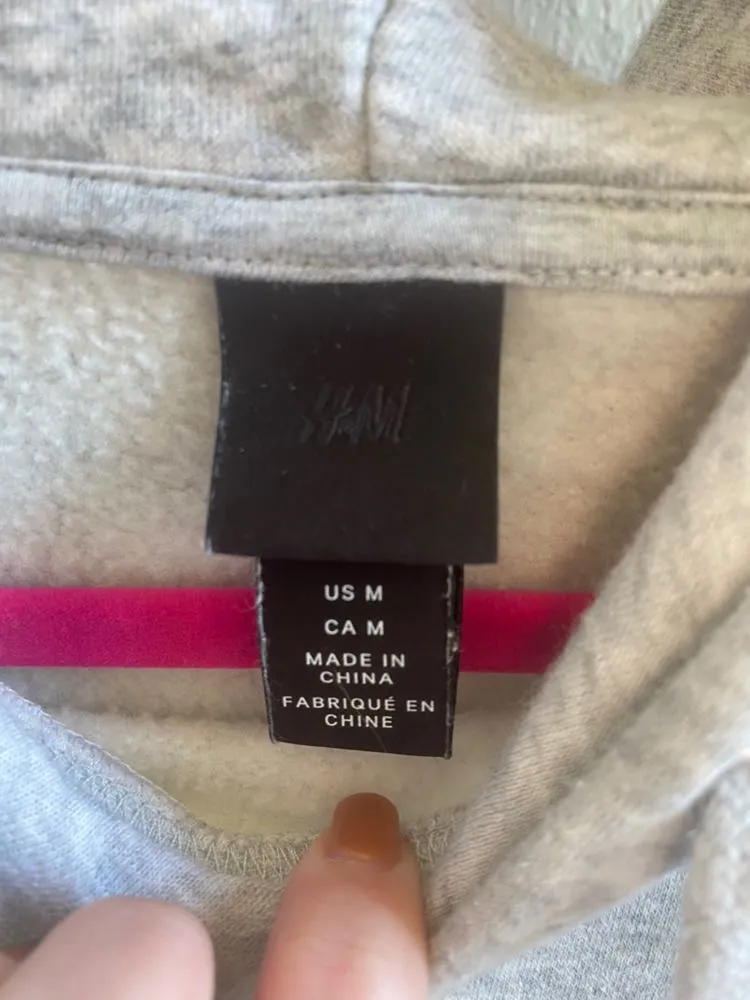 H&M
US M
CA M
MADE IN
CHINA
FABRIQUÉ EN
CHINE